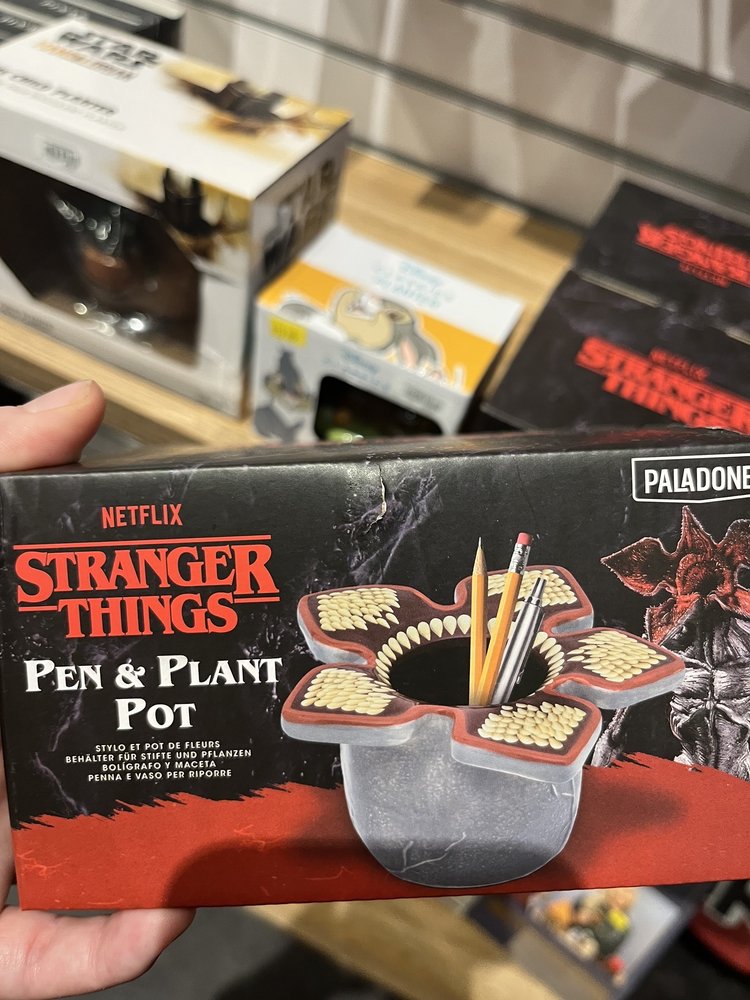 STAR WARS
NETFLIX
STRANGER THINGS
PALADONE
NETFLIX
STRANGER
THINGS
PEN & PLANT
POT
STYLO ET POT DE FLEURS
BEHÄLTER FÜR STIFTE UND PFLANZEN
BOLÍGRAFO Y MACETA
PENNA E VASO PER RIPORRE